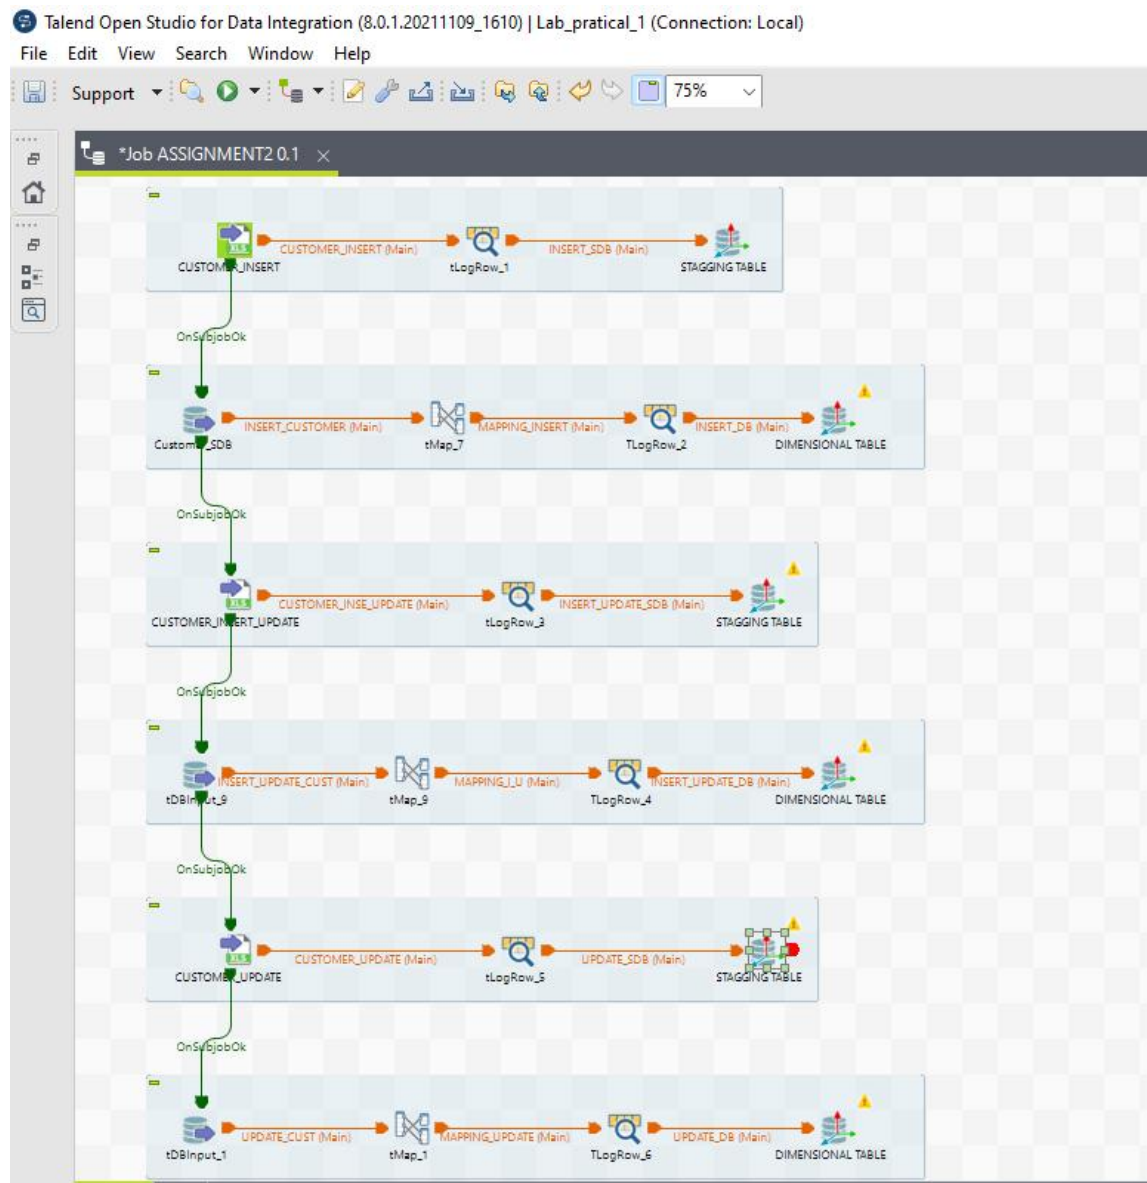 Talend Open Studio for Data Integration (8.0.1.20211109_1610) | Lab_pratical_1 (Connection: Local)
File Edit View Search Window Help
Support 75%
*Job ASSIGNMENT2 0.1
CUSTOMER_INSERT (Main) INSERT_SDB (Main)
CUSTOMER_INSERT tLogRow_1 STAGGING TABLE
XLS
OnSubjobOk
INSERT_CUSTOMER (Main) MAPPING_INSERT (Main) INSERT_DB (Main)
Customer_SDB tMap_7 TLogRow_2 DIMENSIONAL TABLE
OnSubjobOk
XLS
CUSTOMER_INSE_UPDATE (Main) INSERT_UPDATE_SDB (Main)
CUSTOMER_INSERT_UPDATE tLogRow_3 STAGGING TABLE
OnSubjobOk
INSERT_UPDATE_CUST (Main) MAPPING_I_U (Main) INSERT_UPDATE_DB (Main)
tDBInput_9 tMap_9 TLogRow_4 DIMENSIONAL TABLE
OnSubjobOk
XLS
CUSTOMER_UPDATE (Main) UPDATE_SDB (Main)
CUSTOMER_UPDATE tLogRow_5 STAGGING TABLE
OnSubjobOk
UPDATE_CUST (Main) MAPPING_UPDATE (Main) UPDATE_DB (Main)
tDBInput_1 tMap_1 TLogRow_6 DIMENSIONAL TABLE